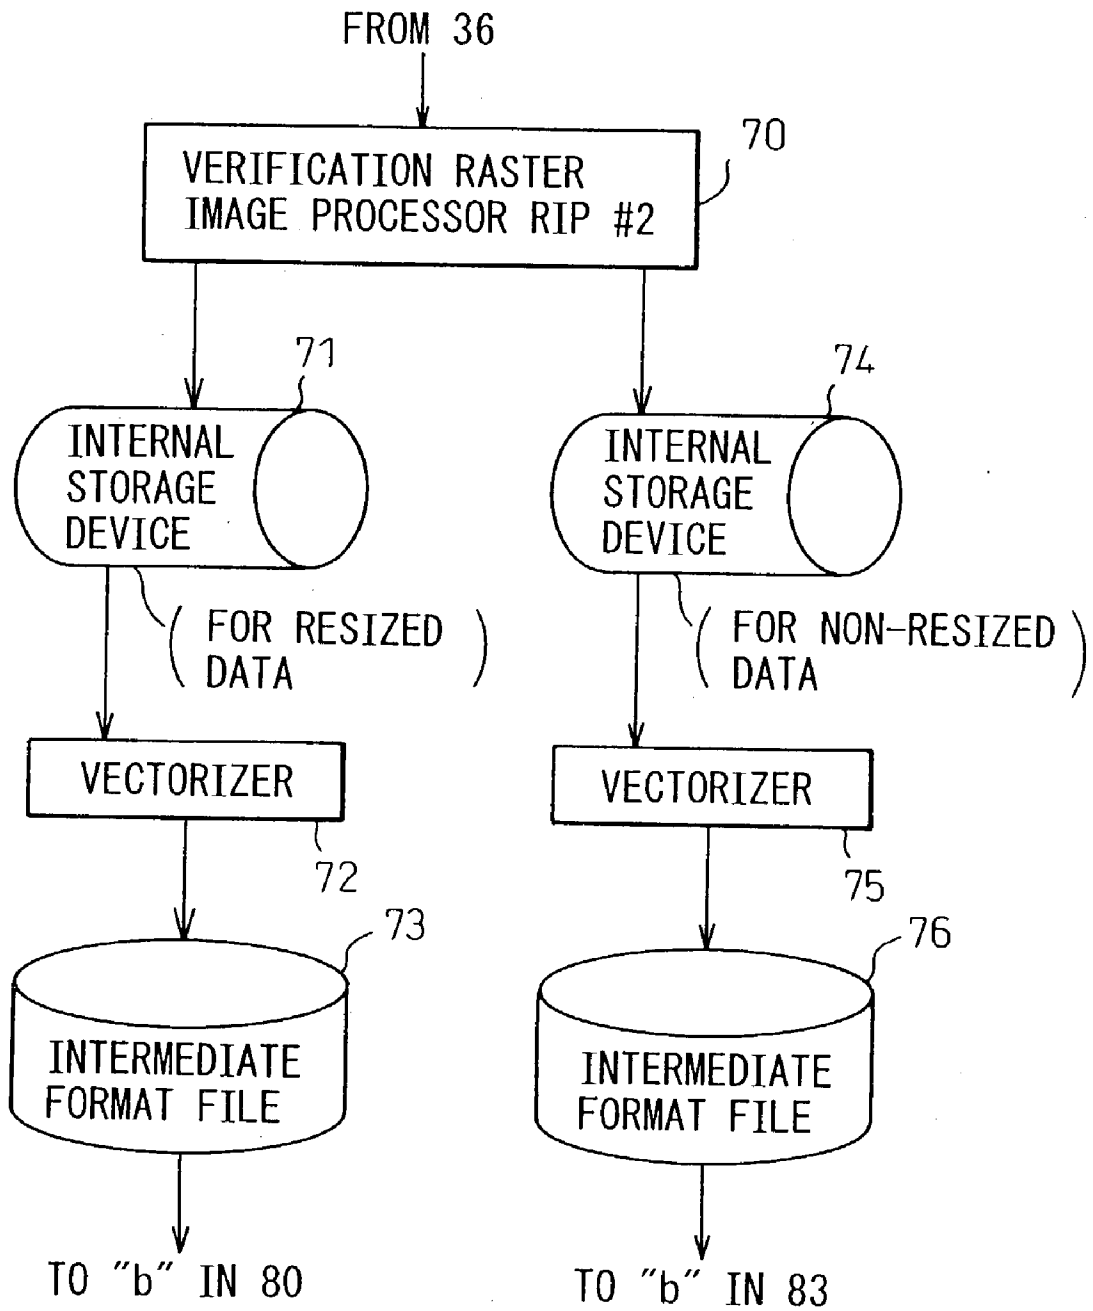 FROM 36
70
VERIFICATION RASTER
IMAGE PROCESSOR RIP #2
71
74
INTERNAL
STORAGE
DEVICE
INTERNAL
STORAGE
DEVICE
( FOR RESIZED
DATA )
( FOR NON-RESIZED
DATA )
VECTORIZER
VECTORIZER
72
75
73
76
INTERMEDIATE
FORMAT FILE
INTERMEDIATE
FORMAT FILE
TO "b" IN 80
TO "b" IN 83